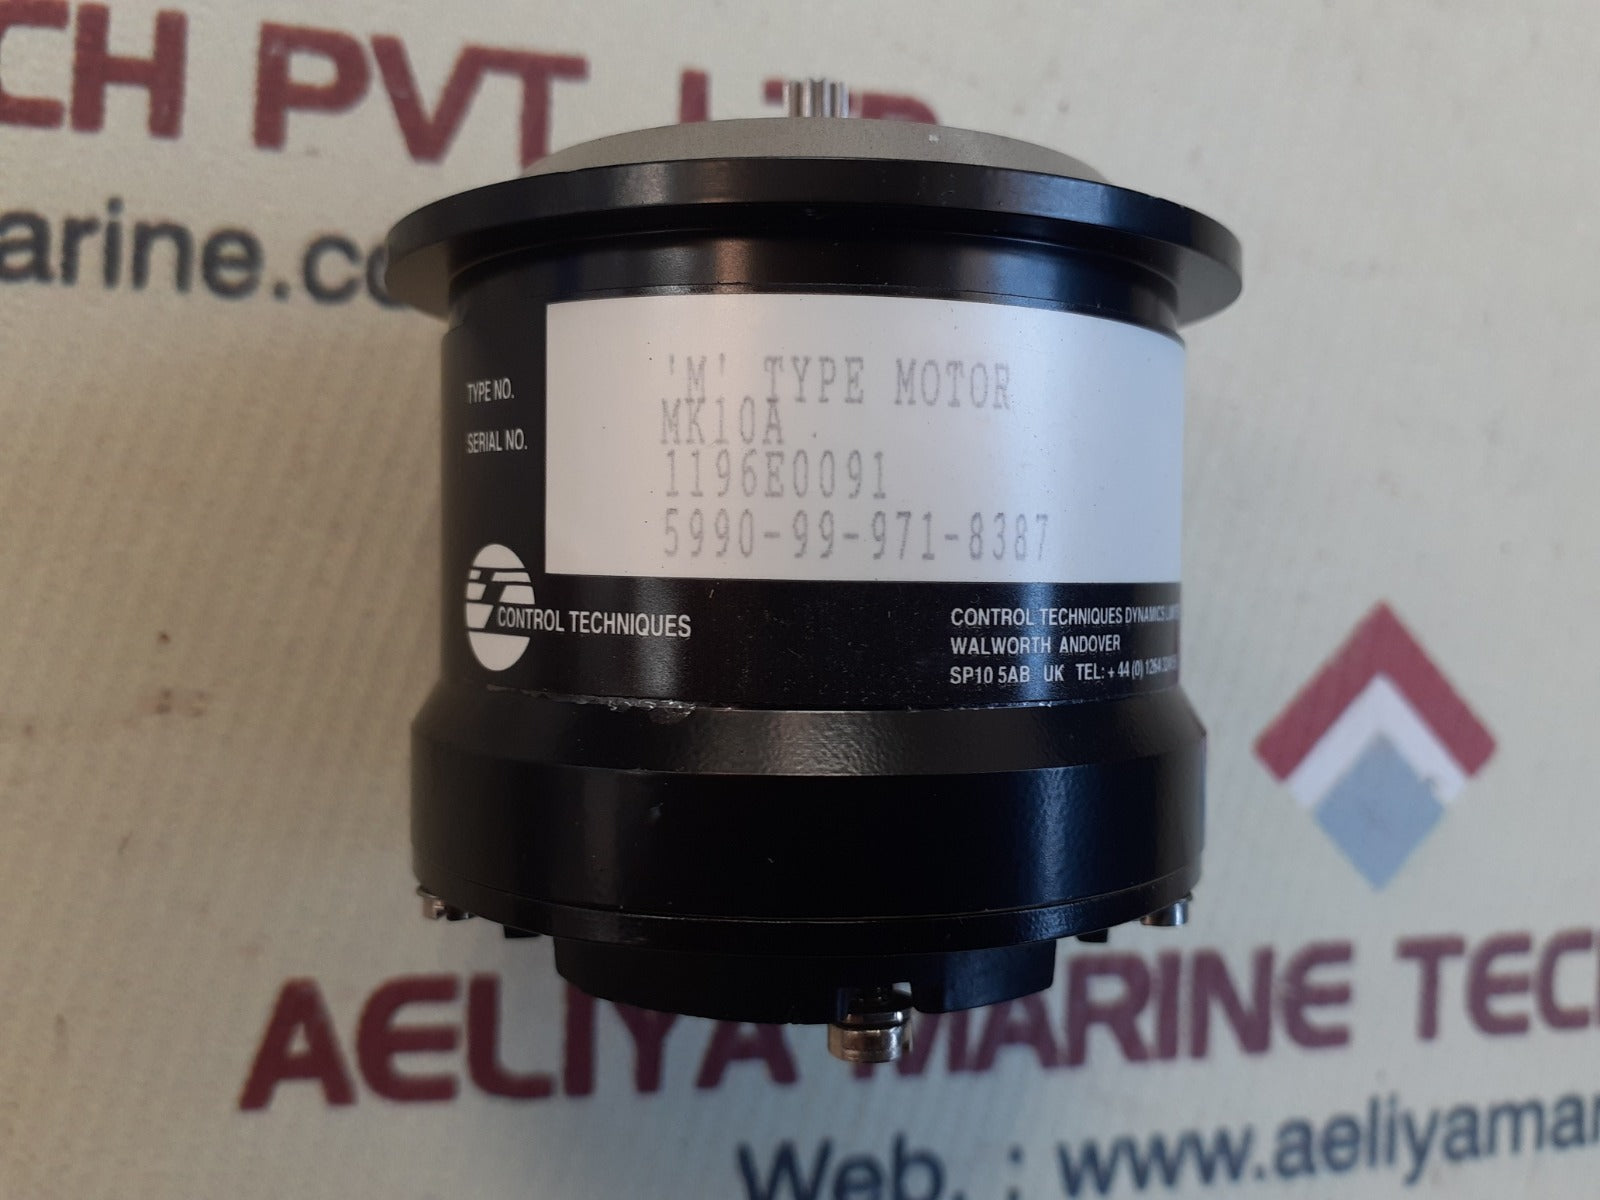 CH PVT. LTD
arine.co
'M' TYPE MOTOR
TYPE NO. MK10A
SERIAL NO. 1196E0091
5990-99-971-8387
CONTROL TECHNIQUES
CONTROL TECHNIQUES DYNAMICS
WALWORTH ANDOVER
SP10 5AB UK TEL: + 44 (0) 1264
AELIYA MARINE TEC
Web. : www.aeliyamar